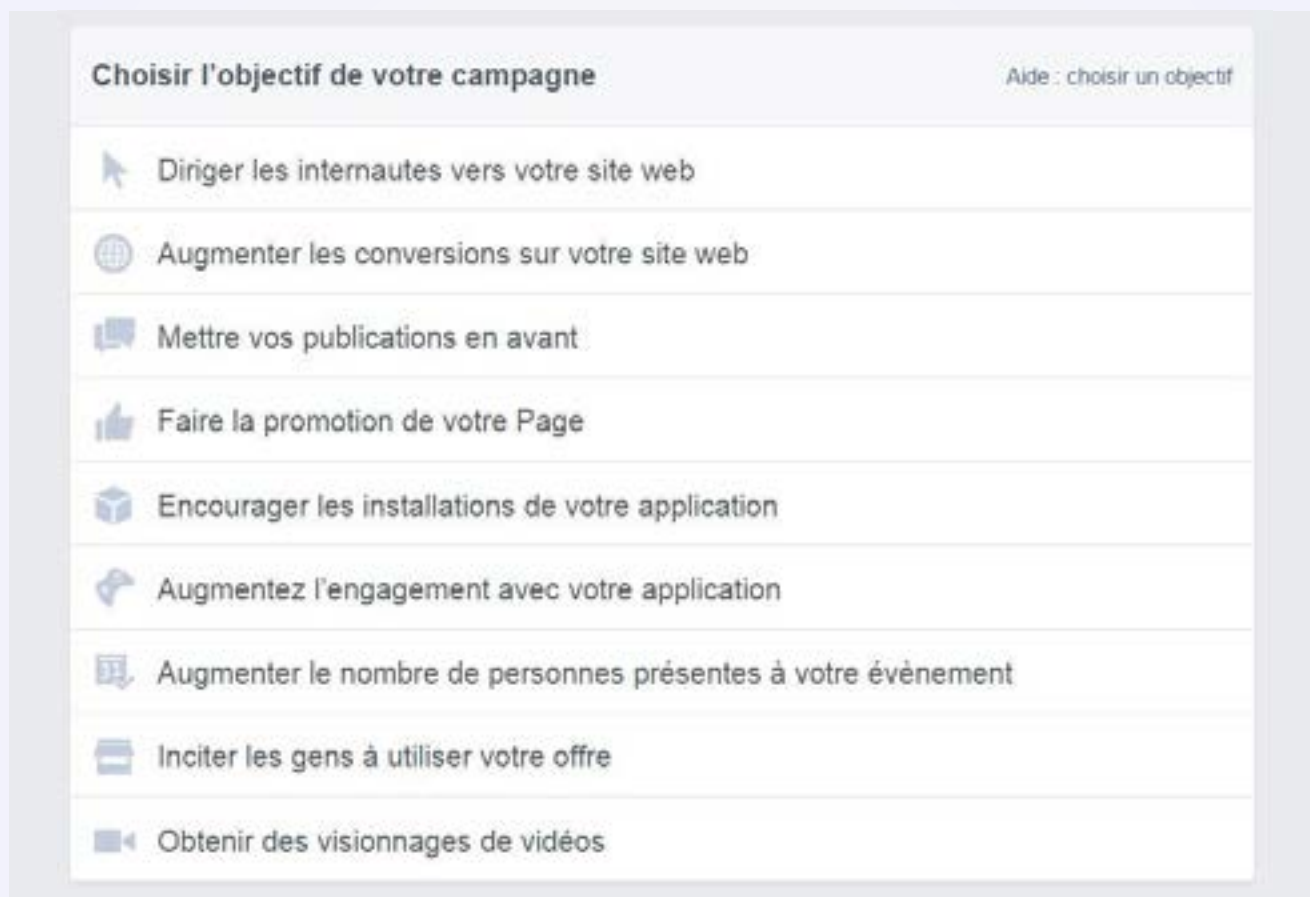 Choisir l'objectif de votre campagne
Aide : choisir un objectif
Diriger les internautes vers votre site web
Augmenter les conversions sur votre site web
Mettre vos publications en avant
Faire la promotion de votre Page
Encourager les installations de votre application
Augmentez l'engagement avec votre application
Augmenter le nombre de personnes présentes à votre évènement
Inciter les gens à utiliser votre offre
Obtenir des visionnages de vidéos